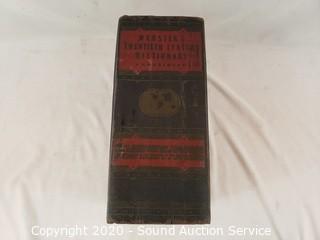 WEBSTER'S
TWENTIETH CENTURY
DICTIONARY
Copyright © 2020 - Sound Auction Service